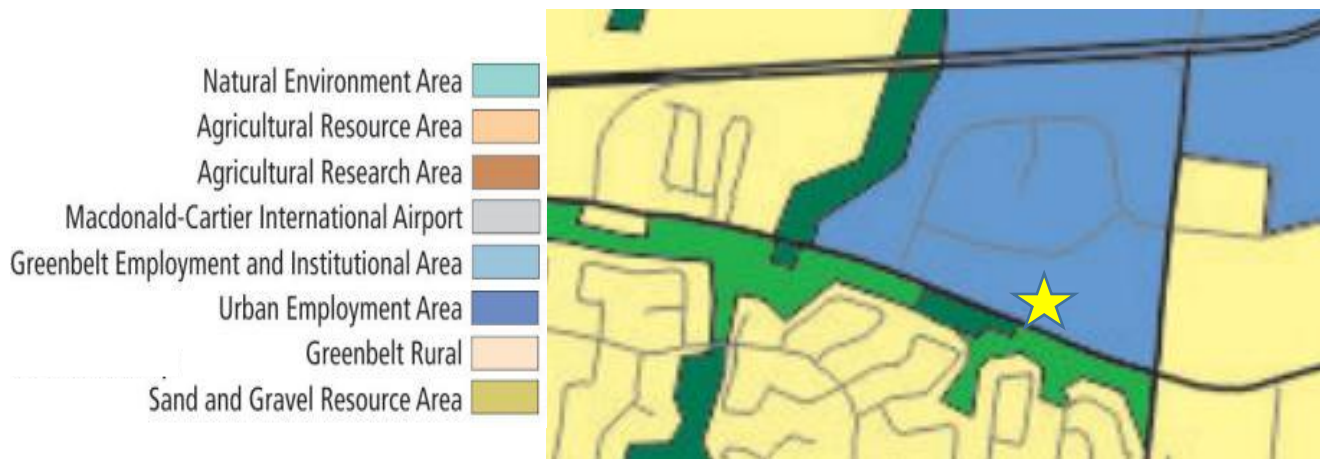 Natural Environment Area
Agricultural Resource Area
Agricultural Research Area
Macdonald-Cartier International Airport
Greenbelt Employment and Institutional Area
Urban Employment Area
Greenbelt Rural
Sand and Gravel Resource Area